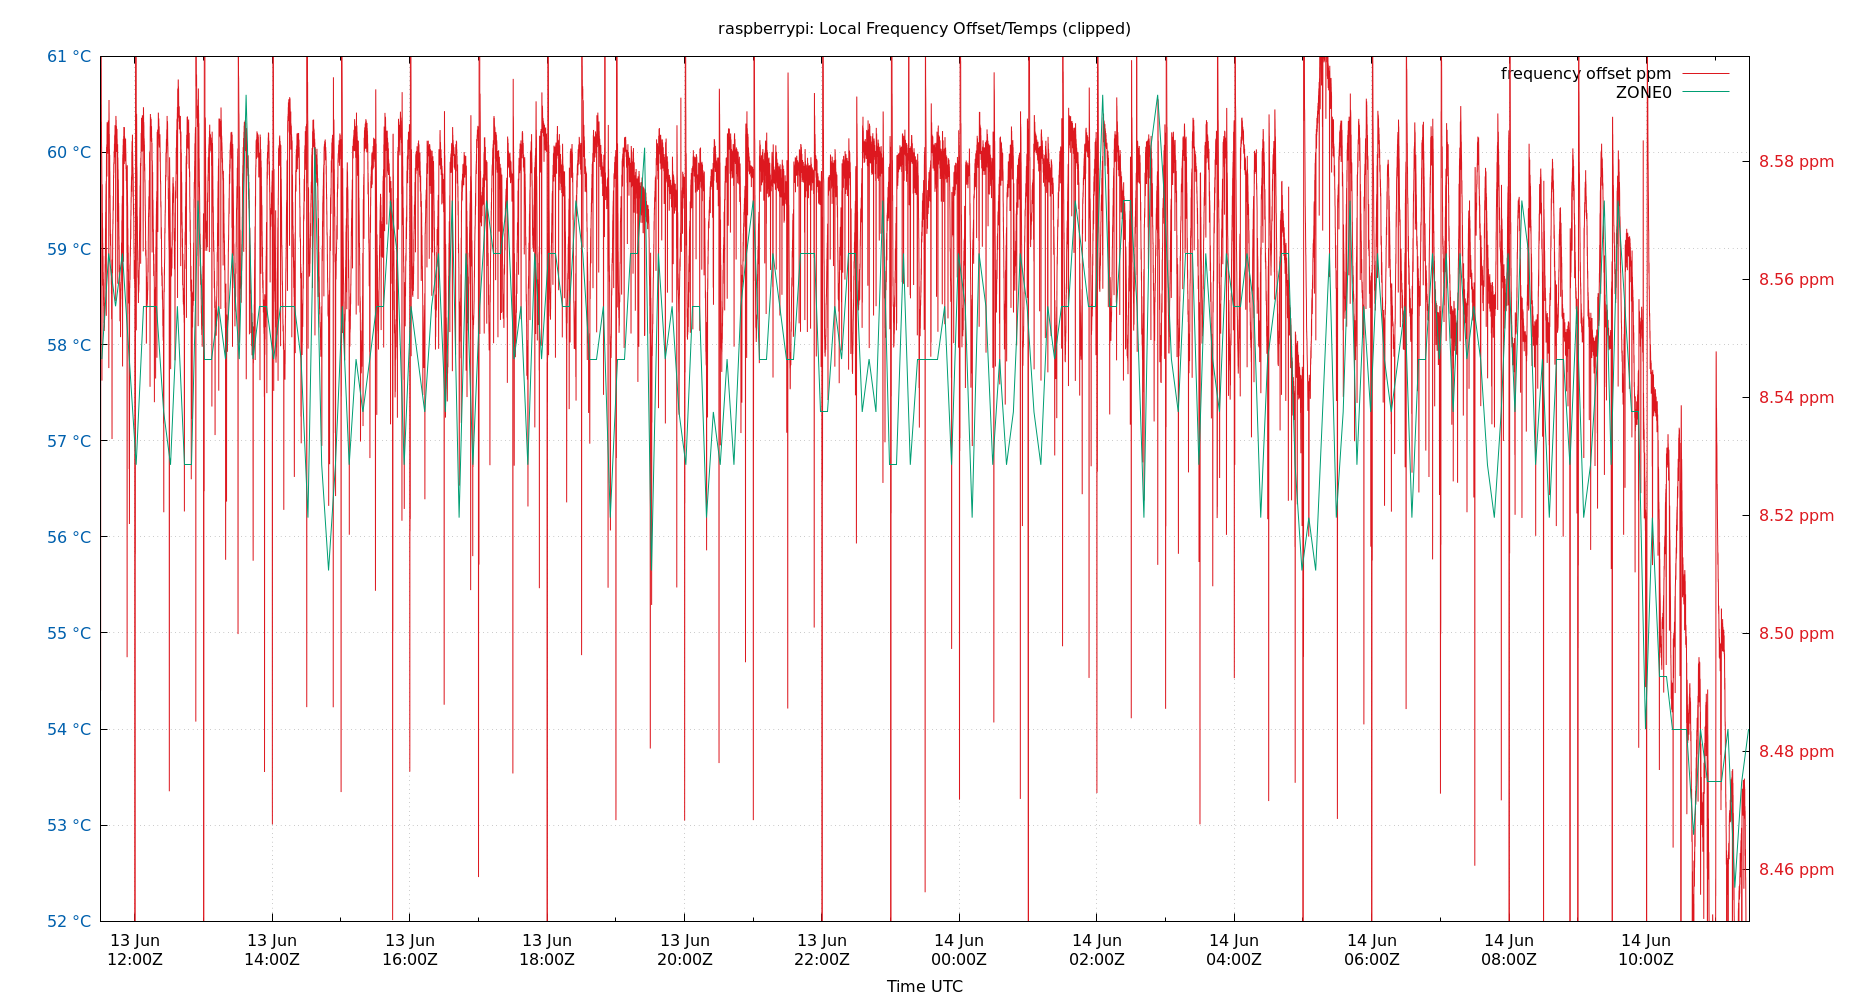 raspberrypi: Local Frequency Offset/Temps (clipped)
frequency offset ppm
ZONE0
61 °C
60 °C
59 °C
58 °C
57 °C
56 °C
55 °C
54 °C
53 °C
52 °C
8.58 ppm
8.56 ppm
8.54 ppm
8.52 ppm
8.50 ppm
8.48 ppm
8.46 ppm
13 Jun 13 Jun 13 Jun 13 Jun 13 Jun 13 Jun 14 Jun 14 Jun 14 Jun 14 Jun 14 Jun 14 Jun
12:00Z 14:00Z 16:00Z 18:00Z 20:00Z 22:00Z 00:00Z 02:00Z 04:00Z 06:00Z 08:00Z 10:00Z
Time UTC